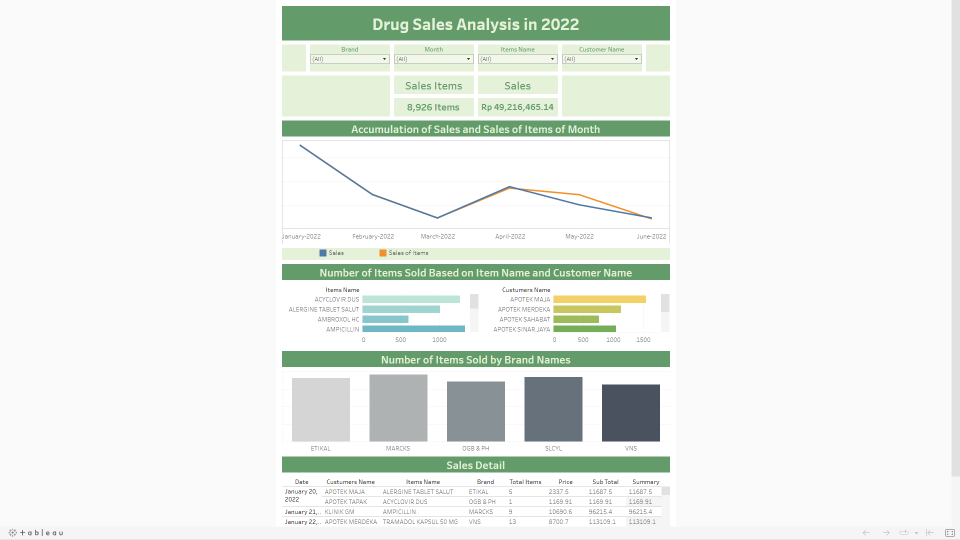 Drug Sales Analysis in 2022
Brand Month Items Name Customer Name
(All) (All) (All) (All)
Sales Items Sales
8,926 Items Rp 49,216,465.14
Accumulation of Sales and Sales of Items of Month
January-2022 February-2022 March-2022 April-2022 May-2022 June-2022
Sales Sales of Items
Number of Items Sold Based on Item Name and Customer Name
Items Name
ACYCLOVIR DUS
ALERGINE TABLET SALUT
AMBROXOL HC
AMPICILLIN
0 500 1000
Custumers Name
APOTEK MAJA
APOTEK MERDEKA
APOTEK SAHABAT
APOTEK SINAR JAYA
0 500 1000 1500
Number of Items Sold by Brand Names
ETIKAL MARCKS OGB & PH SLCYL VNS
Sales Detail
Date Custumers Name Items Name Brand Total Items Price Sub Total Summary
January 20, 2022 APOTEK MAJA ALERGINE TABLET SALUT ETIKAL 5 2337.5 11687.5 11687.5
APOTEK TAPAK ACYCLOVIR DUS OGB & PH 1 1169.91 1169.91 1169.91
January 21,.. KLINIK GM AMPICILLIN MARCKS 9 10690.6 96215.4 96215.4
January 22,.. APOTEK MERDEKA TRAMADOL KAPSUL 50 MG VNS 13 8700.7 113109.1 113109.1
+ableau